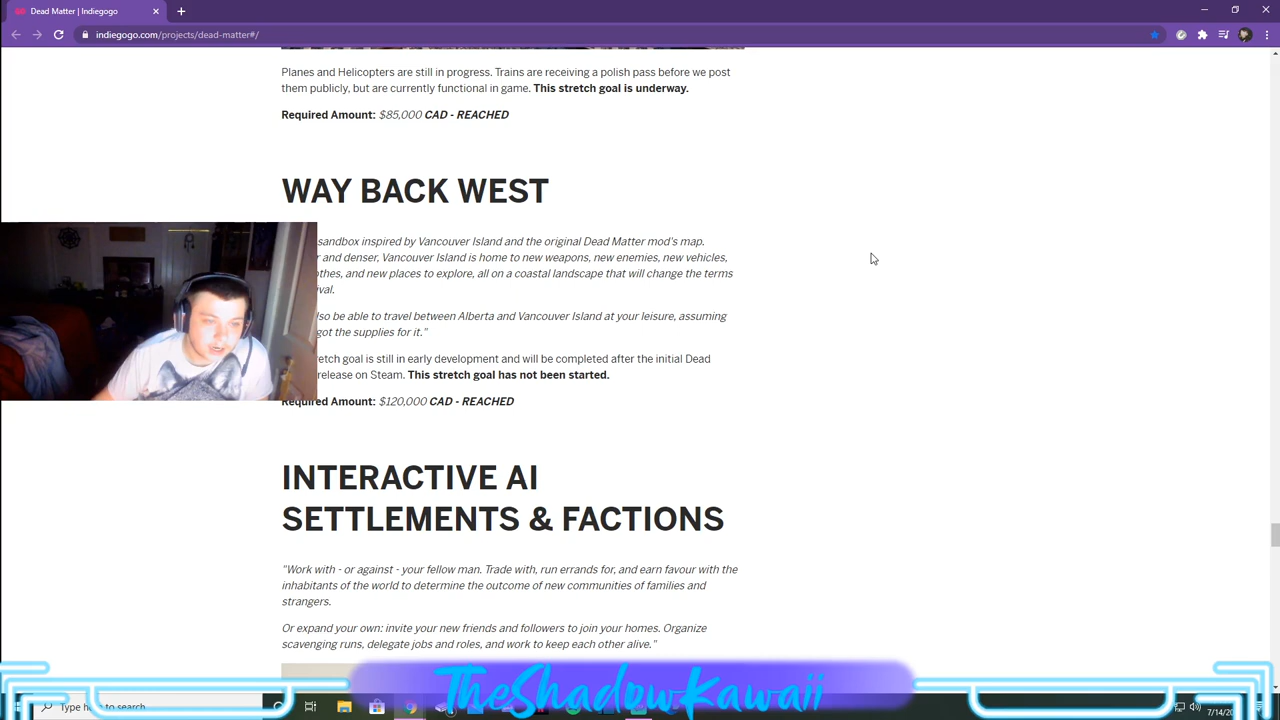 Dead Matter | Indiegogo
indiegogo.com/projects/dead-matter#/
Planes and Helicopters are still in progress. Trains are receiving a polish pass before we post
them publicly, but are currently functional in game. This stretch goal is underway.
Required Amount: $85,000 CAD - REACHED
WAY BACK WEST
sandbox inspired by Vancouver Island and the original Dead Matter mod's map.
and denser, Vancouver Island is home to new weapons, new enemies, new vehicles,
and new places to explore, all on a coastal landscape that will change the terms
be able to travel between Alberta and Vancouver Island at your leisure, assuming
got the supplies for it."
goal is still in early development and will be completed after the initial Dead
release on Steam. This stretch goal has not been started.
Required Amount: $120,000 CAD - REACHED
INTERACTIVE AI
SETTLEMENTS & FACTIONS
"Work with - or against - your fellow man. Trade with, run errands for, and earn favour with the
inhabitants of the world to determine the outcome of new communities of families and
strangers.
Or expand your own: invite your new friends and followers to join your homes. Organize
scavenging runs, delegate jobs and roles, and work to keep each other alive."
TheShadowKawaii
Type here to search